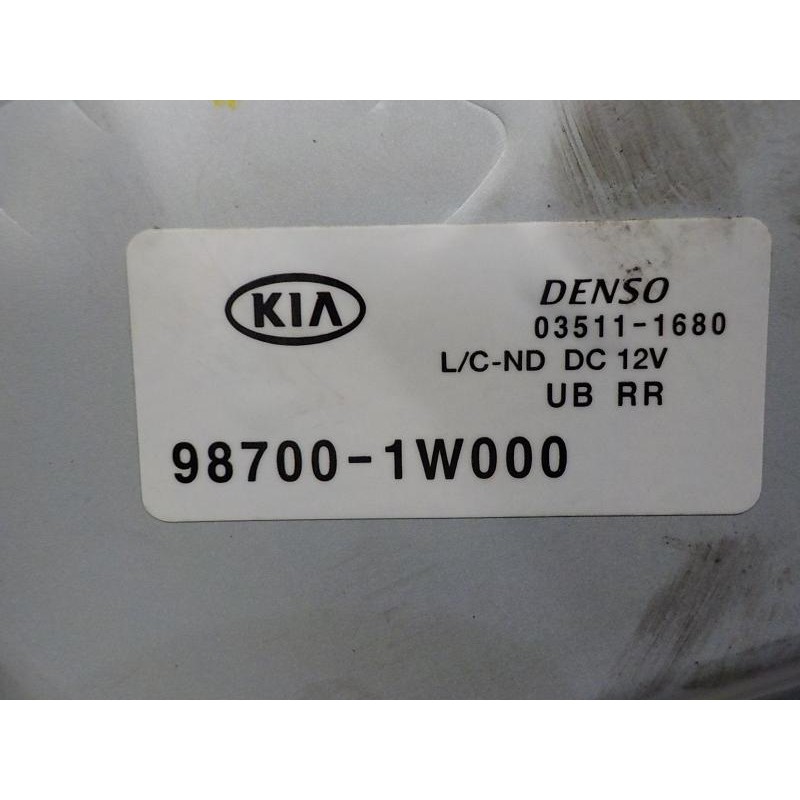 KIA
DENSO
03511-1680
L/C-ND DC 12V
UB RR
98700-1W000